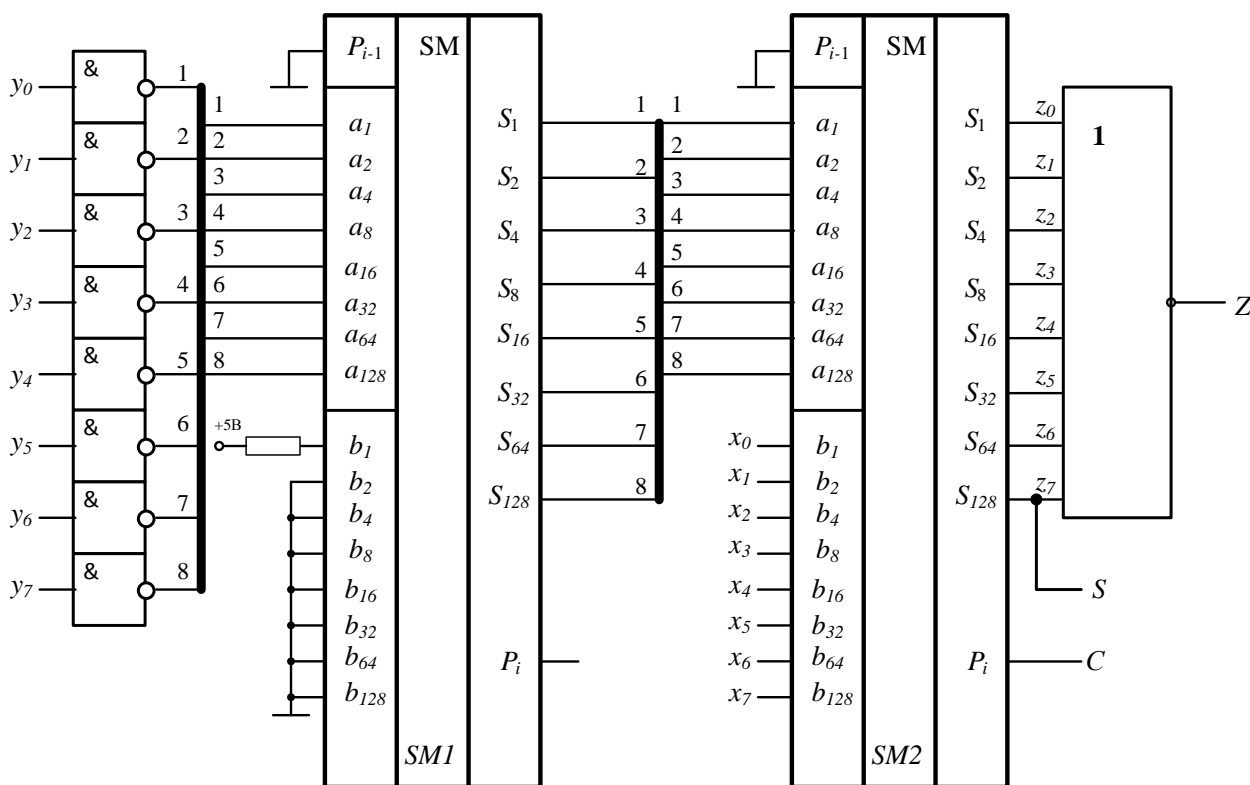 y0 & 1
y1 & 2
y2 & 3
y3 & 4
y4 & 5
y5 & 6
y6 & 7
y7 & 8
1
2
3
4
5
6
7
8
+5В
Pi-1 SM
a1
a2
a4
a8
a16
a32
a64
a128
b1
b2
b4
b8
b16
b32
b64
b128
SM1
S1
S2
S4
S8
S16
S32
S64
S128
Pi
1
2
3
4
5
6
7
8
1
2
3
4
5
6
7
8
Pi-1 SM
a1
a2
a4
a8
a16
a32
a64
a128
x0 b1
x1 b2
x2 b4
x3 b8
x4 b16
x5 b32
x6 b64
x7 b128
SM2
S1 z0
S2 z1
S4 z2
S8 z3
S16 z4
S32 z5
S64 z6
S128 z7
Pi C
1
Z
S